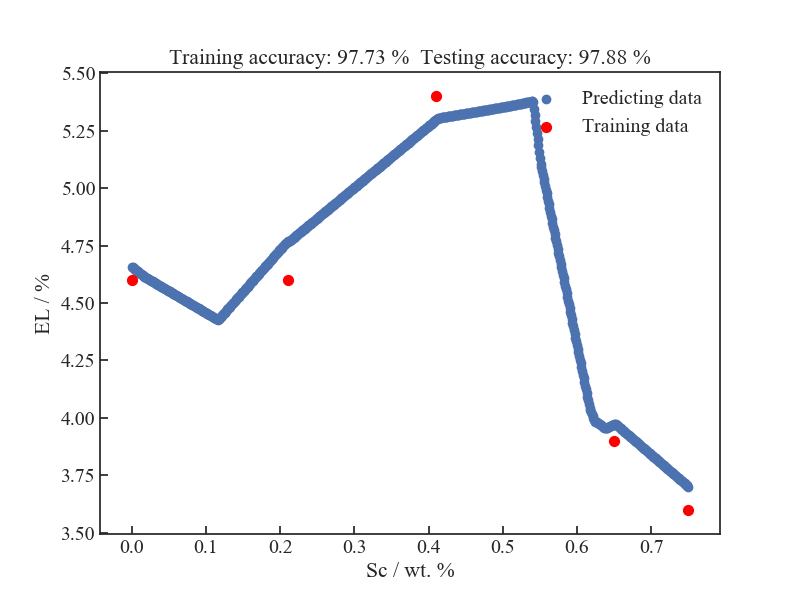 Training accuracy: 97.73 %  Testing accuracy: 97.88 %
5.50
5.25
5.00
4.75
4.50
4.25
4.00
3.75
3.50
EL / %
Predicting data
Training data
0.0 0.1 0.2 0.3 0.4 0.5 0.6 0.7
Sc / wt. %